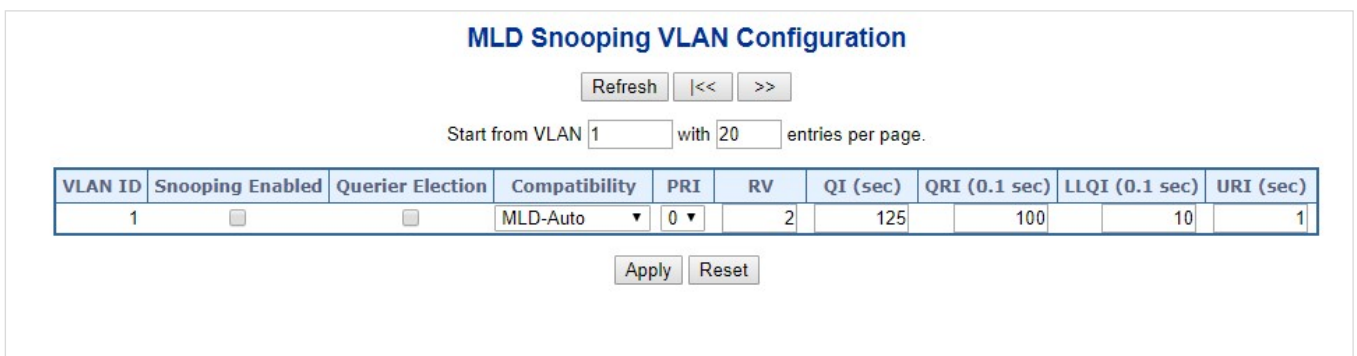 MLD Snooping VLAN Configuration
Refresh |<< >>
Start from VLAN 1 with 20 entries per page.
VLAN ID Snooping Enabled Querier Election Compatibility PRI RV QI (sec) QRI (0.1 sec) LLQI (0.1 sec) URI (sec)
1 MLD-Auto 0 2 125 100 10 1
Apply Reset